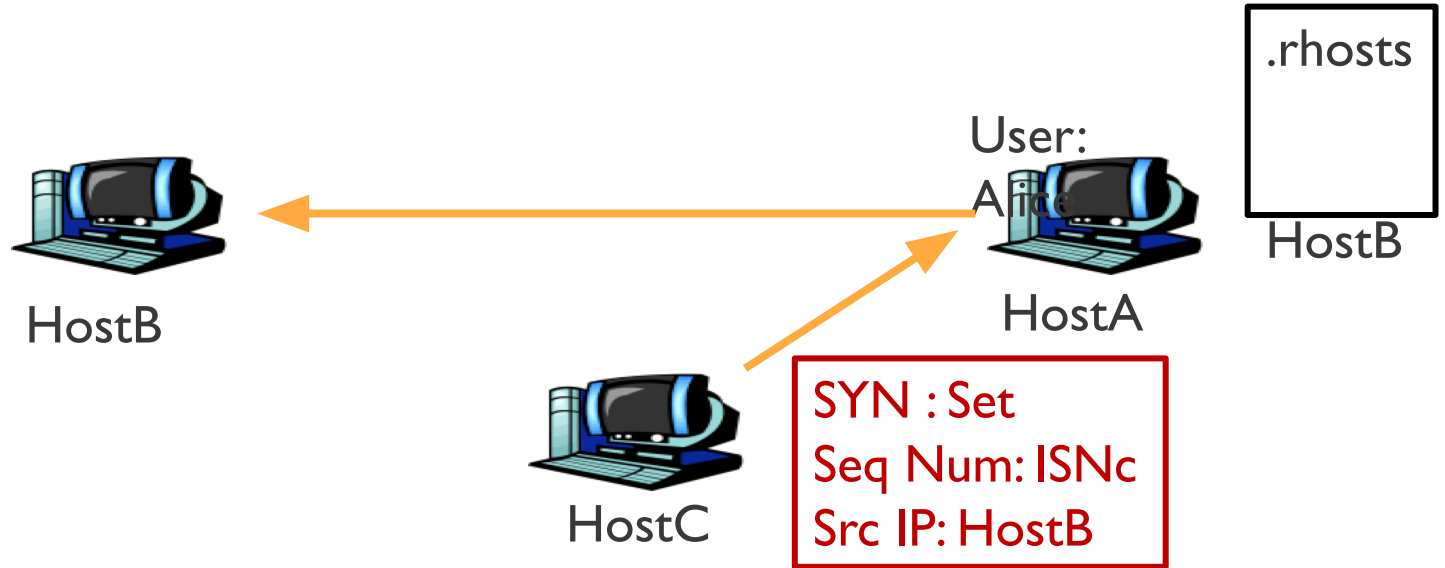 .rhosts
User:
Alice
HostB
HostA
HostB
SYN : Set
Seq Num: ISNc
Src IP: HostB
HostC